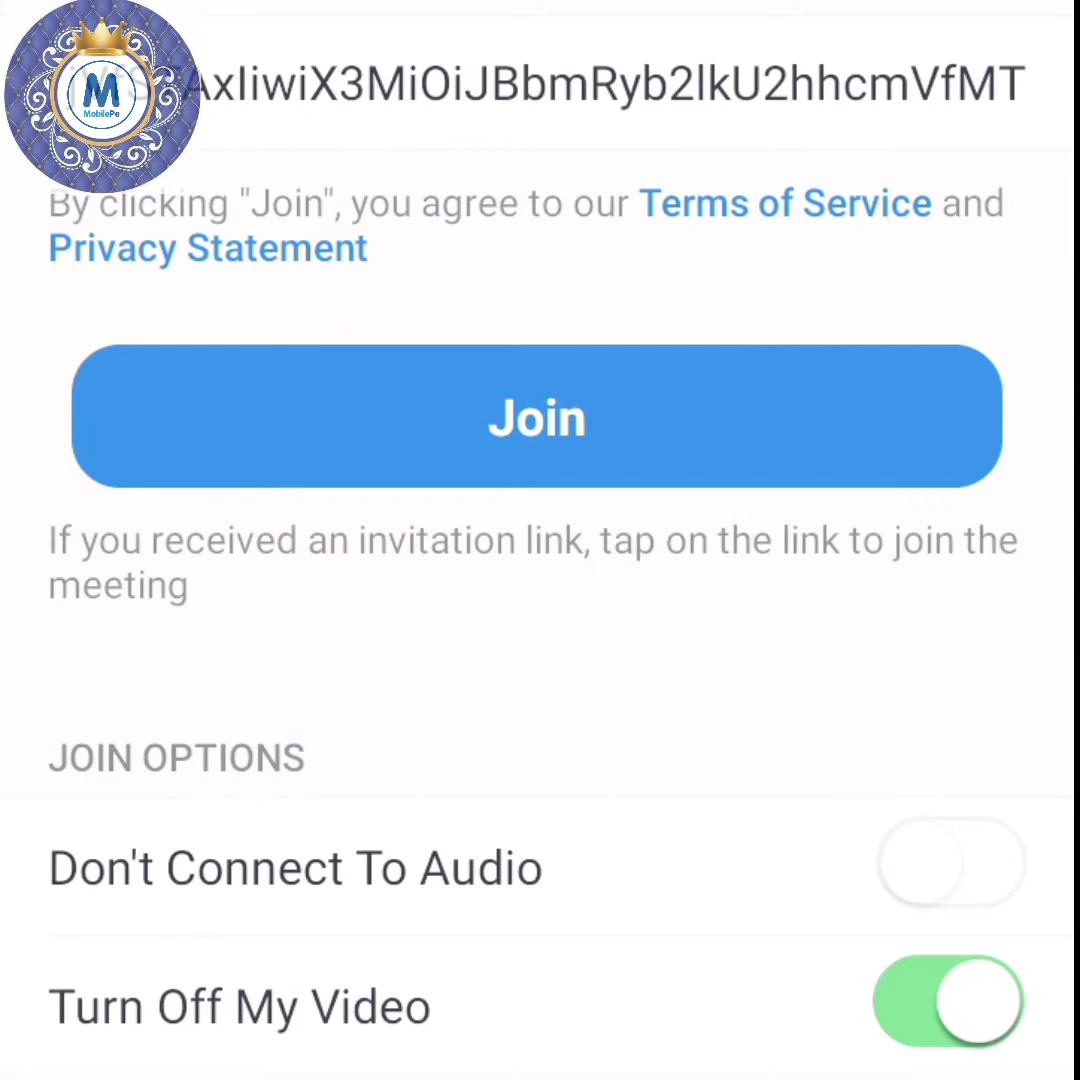 M
MobilePe
AxIiwiX3MiOiJBbmRyb2lkU2hhcmVfMT
By clicking "Join", you agree to our Terms of Service and
Privacy Statement
Join
If you received an invitation link, tap on the link to join the
meeting
JOIN OPTIONS
Don't Connect To Audio
Turn Off My Video